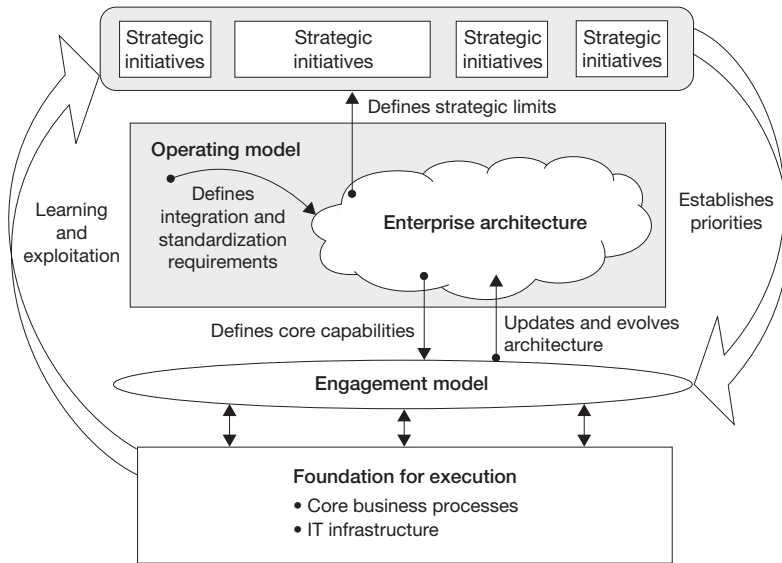 Strategic
initiatives
Strategic
initiatives
Strategic
initiatives
Strategic
initiatives
Defines strategic limits
Operating model
Defines
integration and
standardization
requirements
Enterprise architecture
Learning
and
exploitation
Establishes
priorities
Defines core capabilities
Updates and evolves
architecture
Engagement model
Foundation for execution
• Core business processes
• IT infrastructure